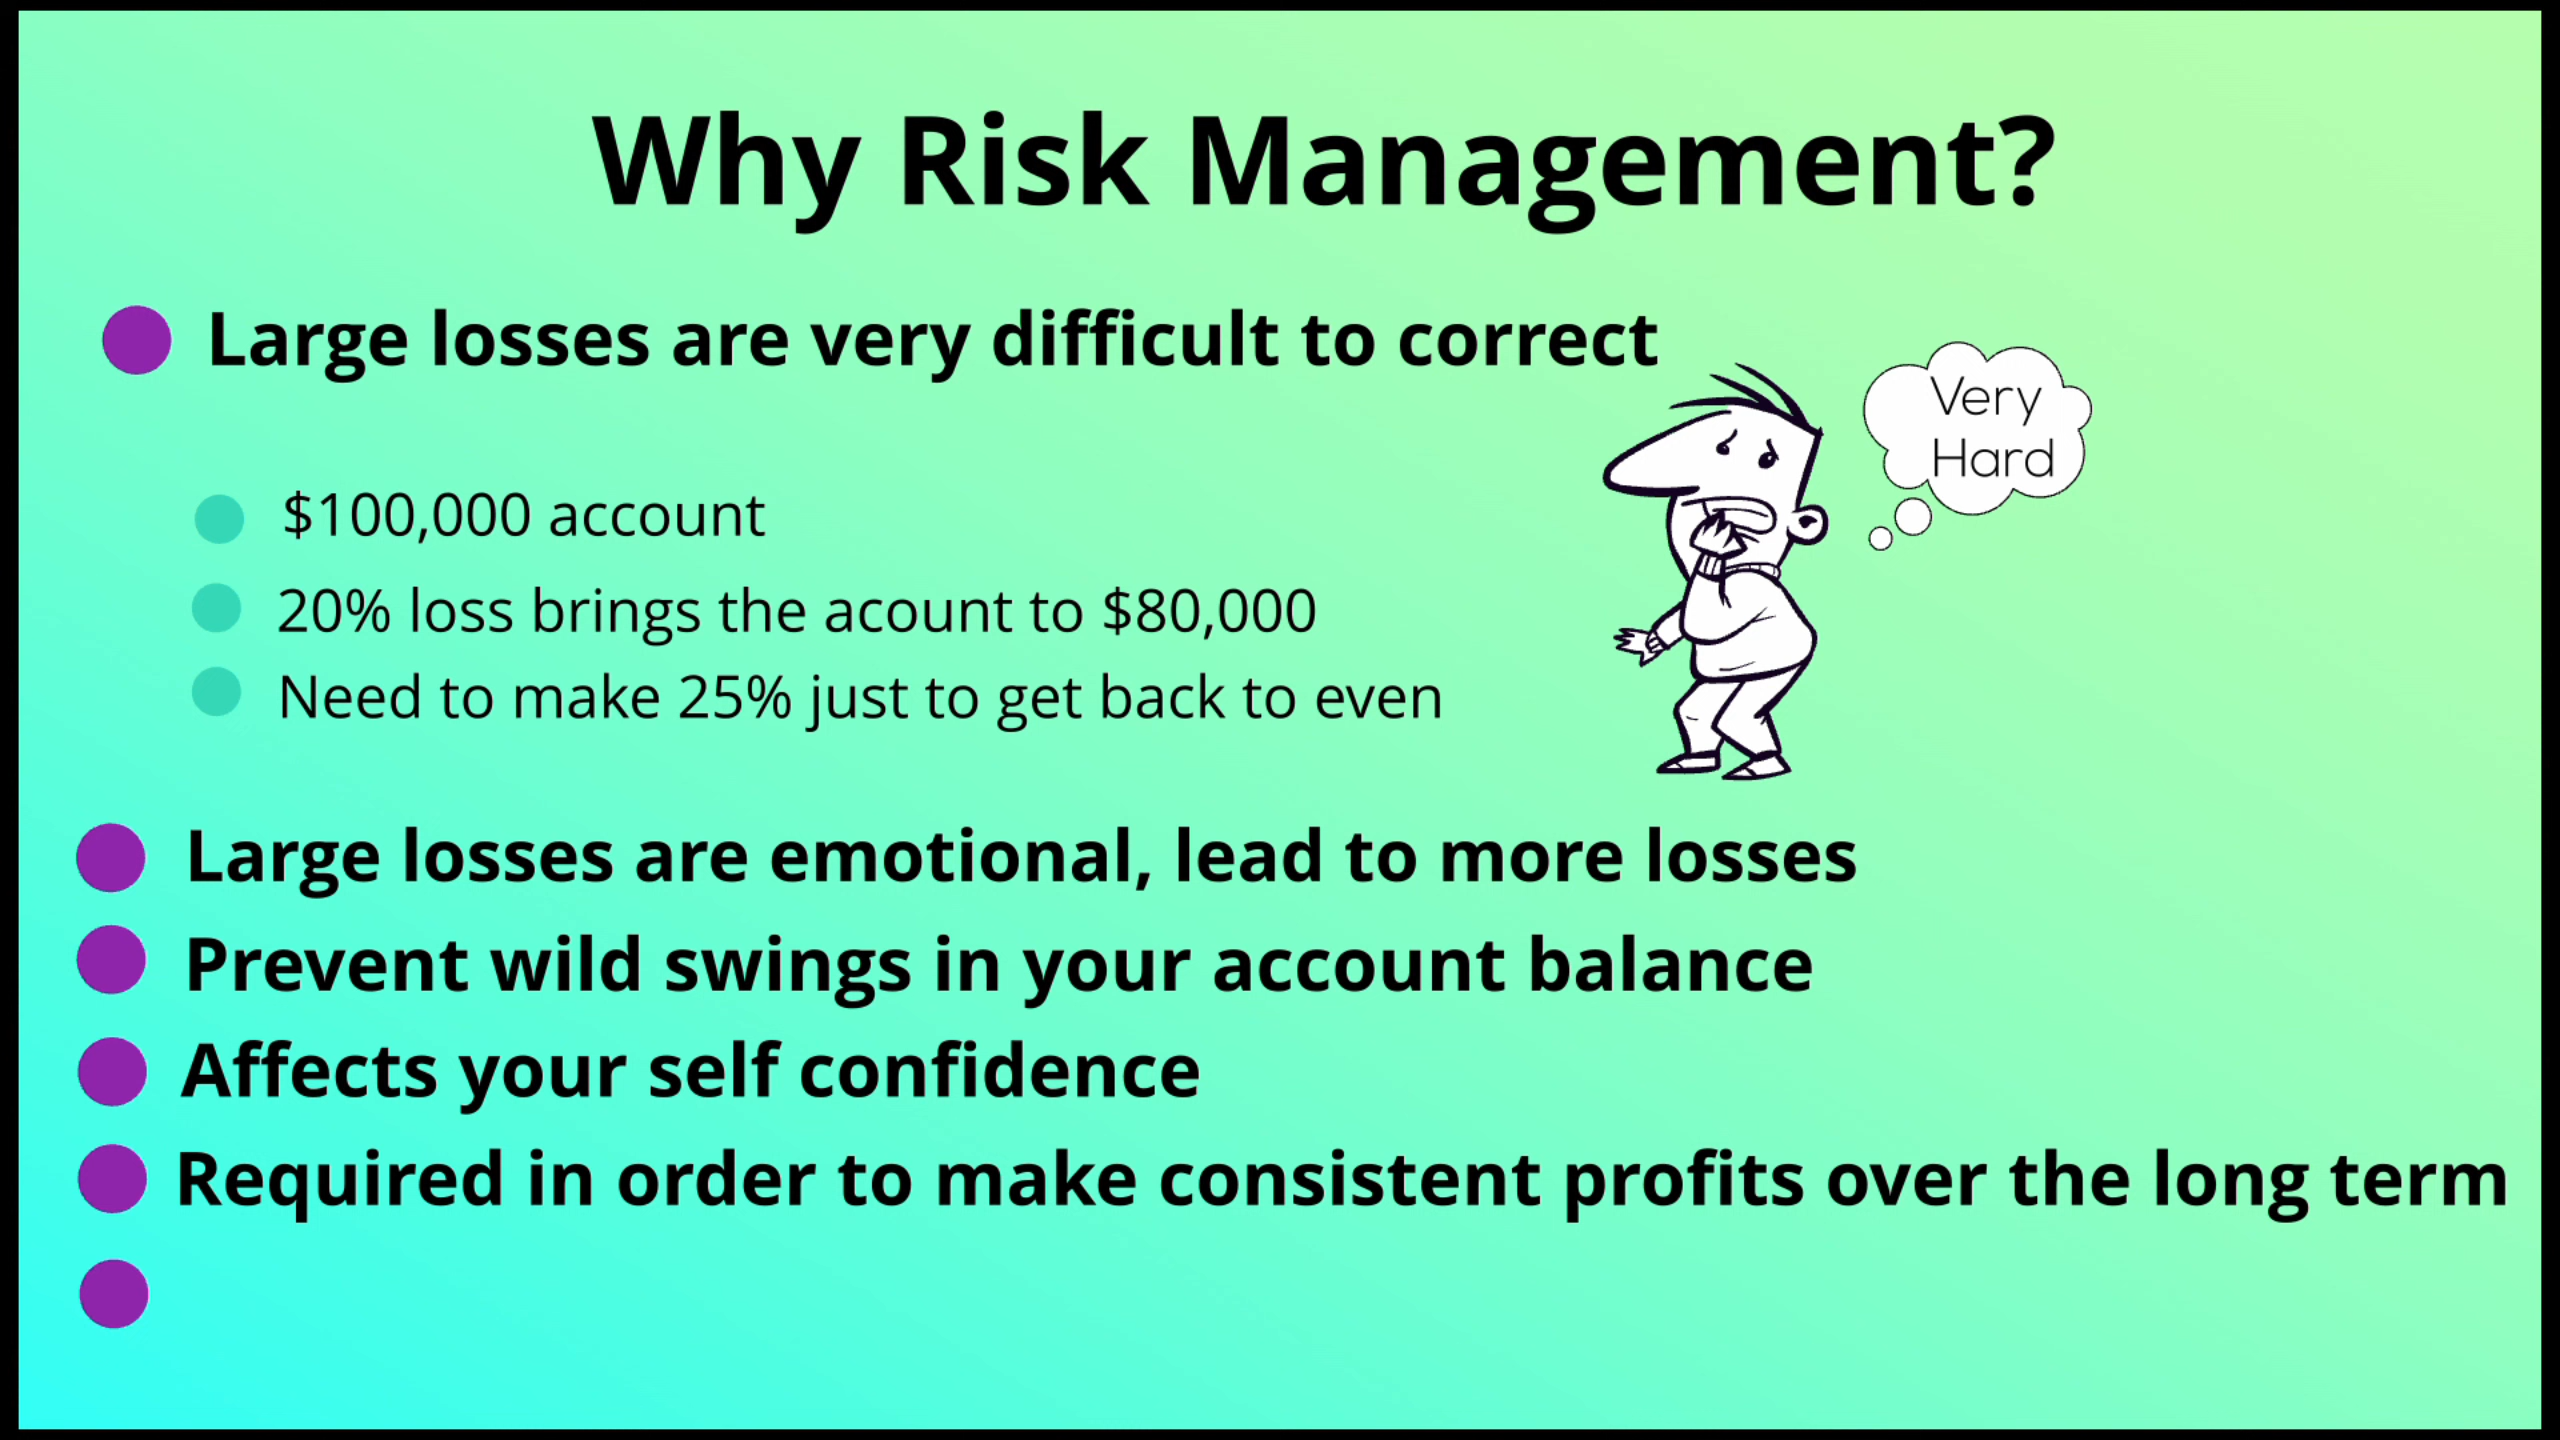 Why Risk Management?
Large losses are very difficult to correct
Very
Hard
$100,000 account
20% loss brings the acount to $80,000
Need to make 25% just to get back to even
Large losses are emotional, lead to more losses
Prevent wild swings in your account balance
Affects your self confidence
Required in order to make consistent profits over the long term